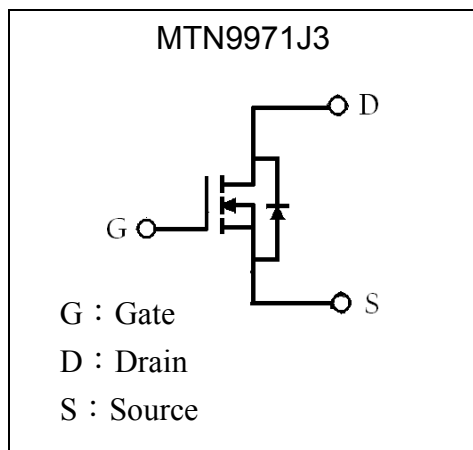 MTN9971J3
D
G
S
G：Gate
D：Drain
S：Source